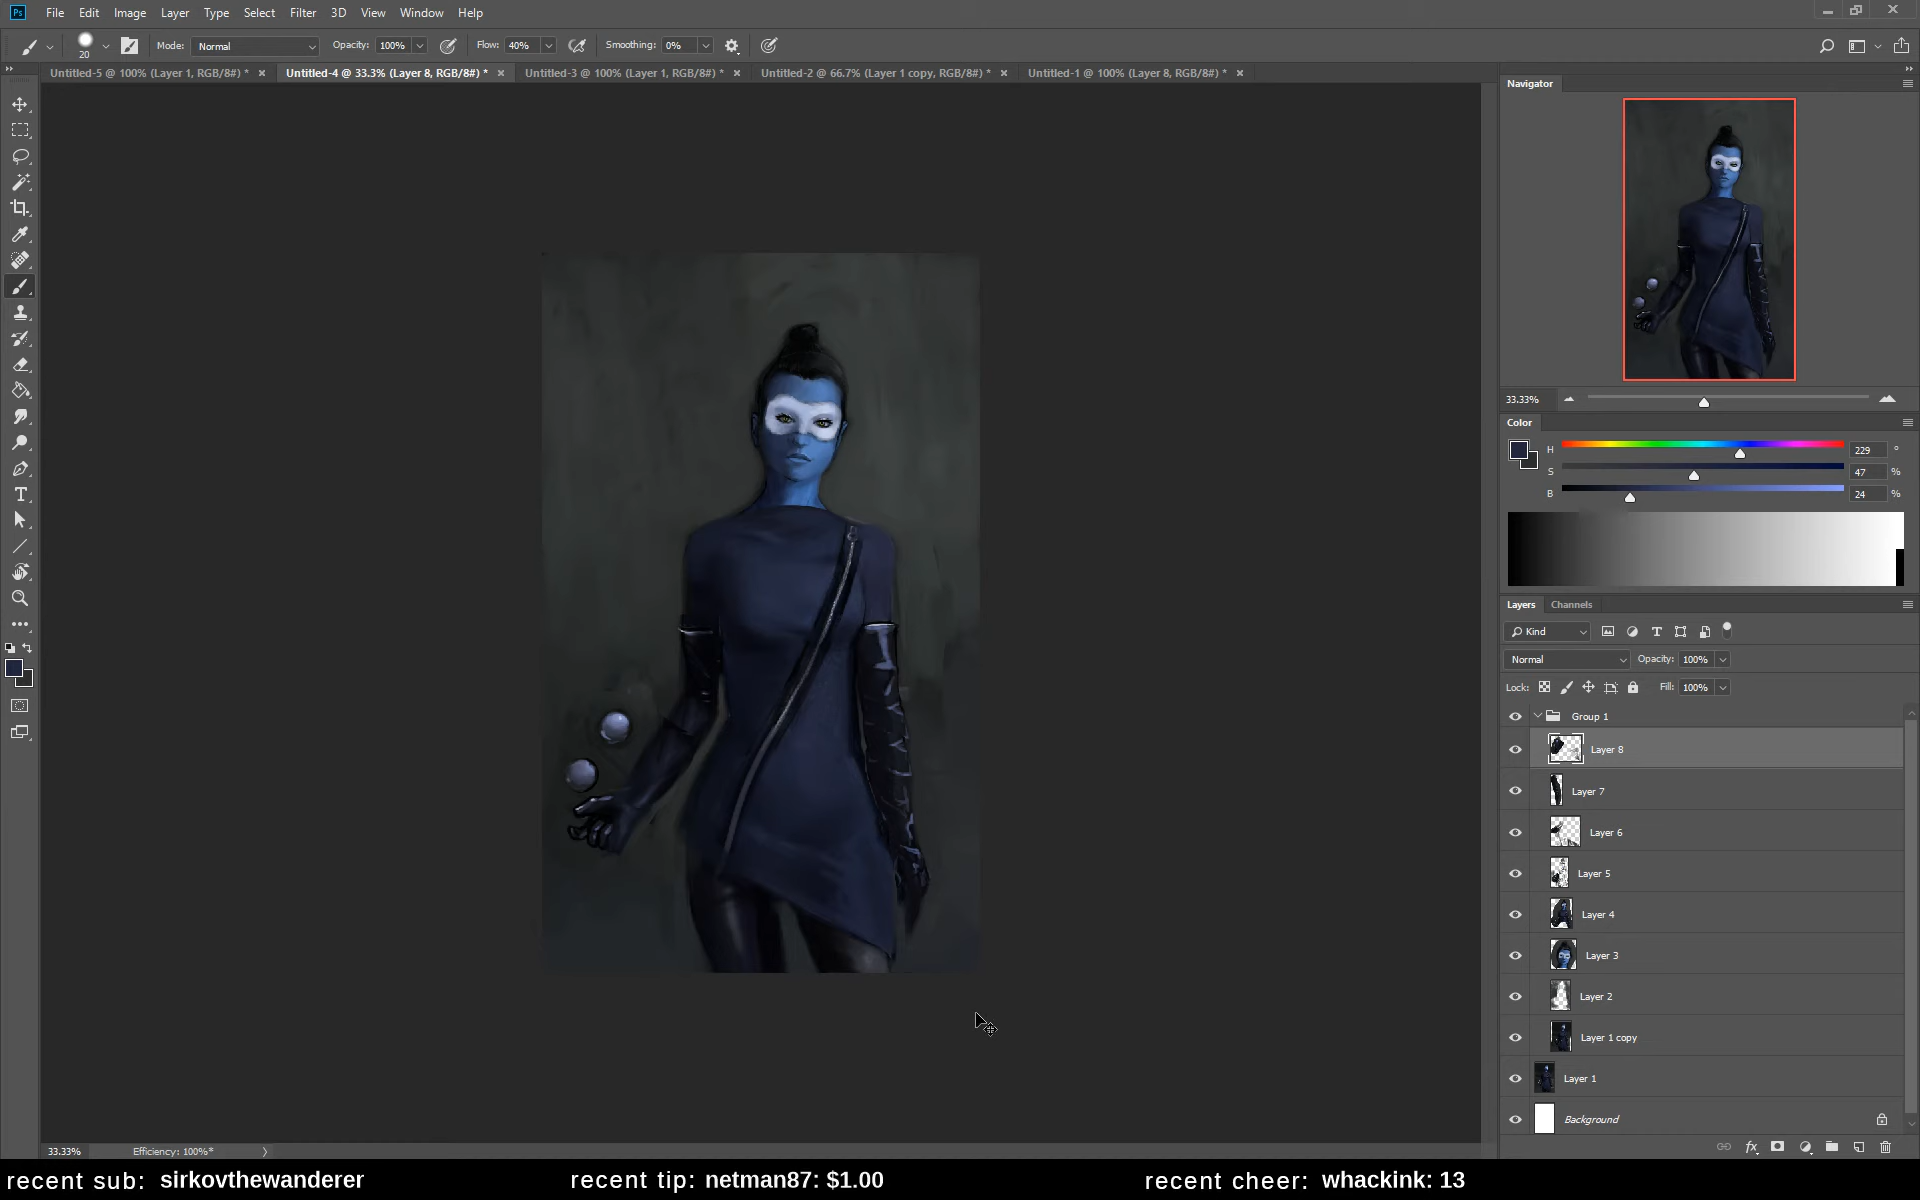 Ps File Edit Image Layer Type Select Filter 3D View Window Help
20 Mode: Normal Opacity: 100% Flow: 40% Smoothing: 0%
Untitled-5 @ 100% (Layer 1, RGB/8#) * Untitled-4 @ 33.3% (Layer 8, RGB/8#) * Untitled-3 @ 100% (Layer 1, RGB/8#) * Untitled-2 @ 66.7% (Layer 1 copy, RGB/8#) * Untitled-1 @ 100% (Layer 8, RGB/8#) *
Navigator
33.33%
Color
H 229 °
S 47 %
B 24 %
Layers Channels
Kind
Normal Opacity: 100%
Lock: Fill: 100%
Group 1
Layer 8
Layer 7
Layer 6
Layer 5
Layer 4
Layer 3
Layer 2
Layer 1 copy
Layer 1
Background
fx
33.33% Efficiency: 100%*
recent sub: sirkovthewanderer recent tip: netman87: $1.00 recent cheer: whackink: 13